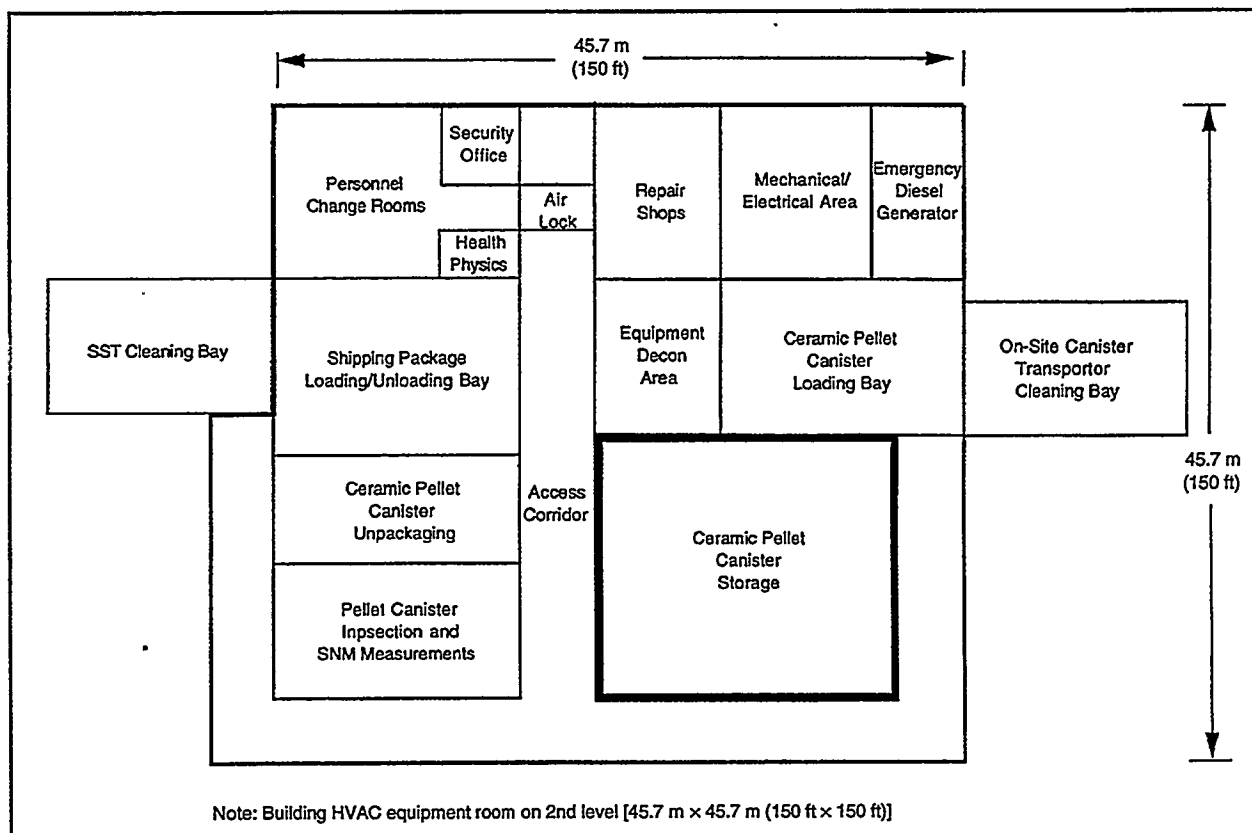 45.7 m
(150 ft)
Security
Office
Personnel
Change Rooms
Air
Lock
Health
Physics
Repair
Shops
Mechanical/
Electrical Area
Emergency
Diesel
Generator
SST Cleaning Bay
Shipping Package
Loading/Unloading Bay
Equipment
Decon
Area
Ceramic Pellet
Canister
Loading Bay
On-Site Canister
Transportor
Cleaning Bay
45.7 m
(150 ft)
Ceramic Pellet
Canister
Unpackaging
Access
Corridor
Ceramic Pellet
Canister
Storage
Pellet Canister
Inpsection and
SNM Measurements
Note: Building HVAC equipment room on 2nd level [45.7 m × 45.7 m (150 ft × 150 ft)]